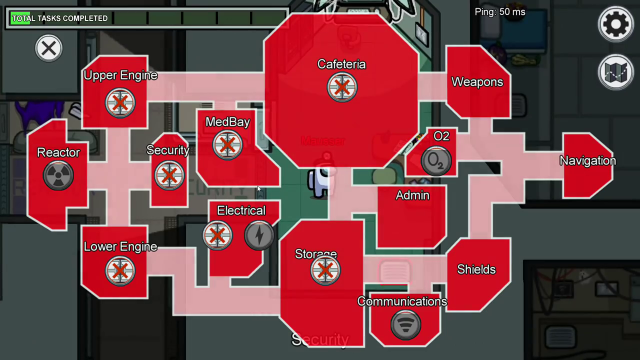 TOTAL TASKS COMPLETED
Ping: 50 ms
Cafeteria
Upper Engine
Weapons
MedBay
O2
O2
Reactor
Security
Navigation
Admin
Electrical
Lower Engine
Storage
Shields
Communications
Security